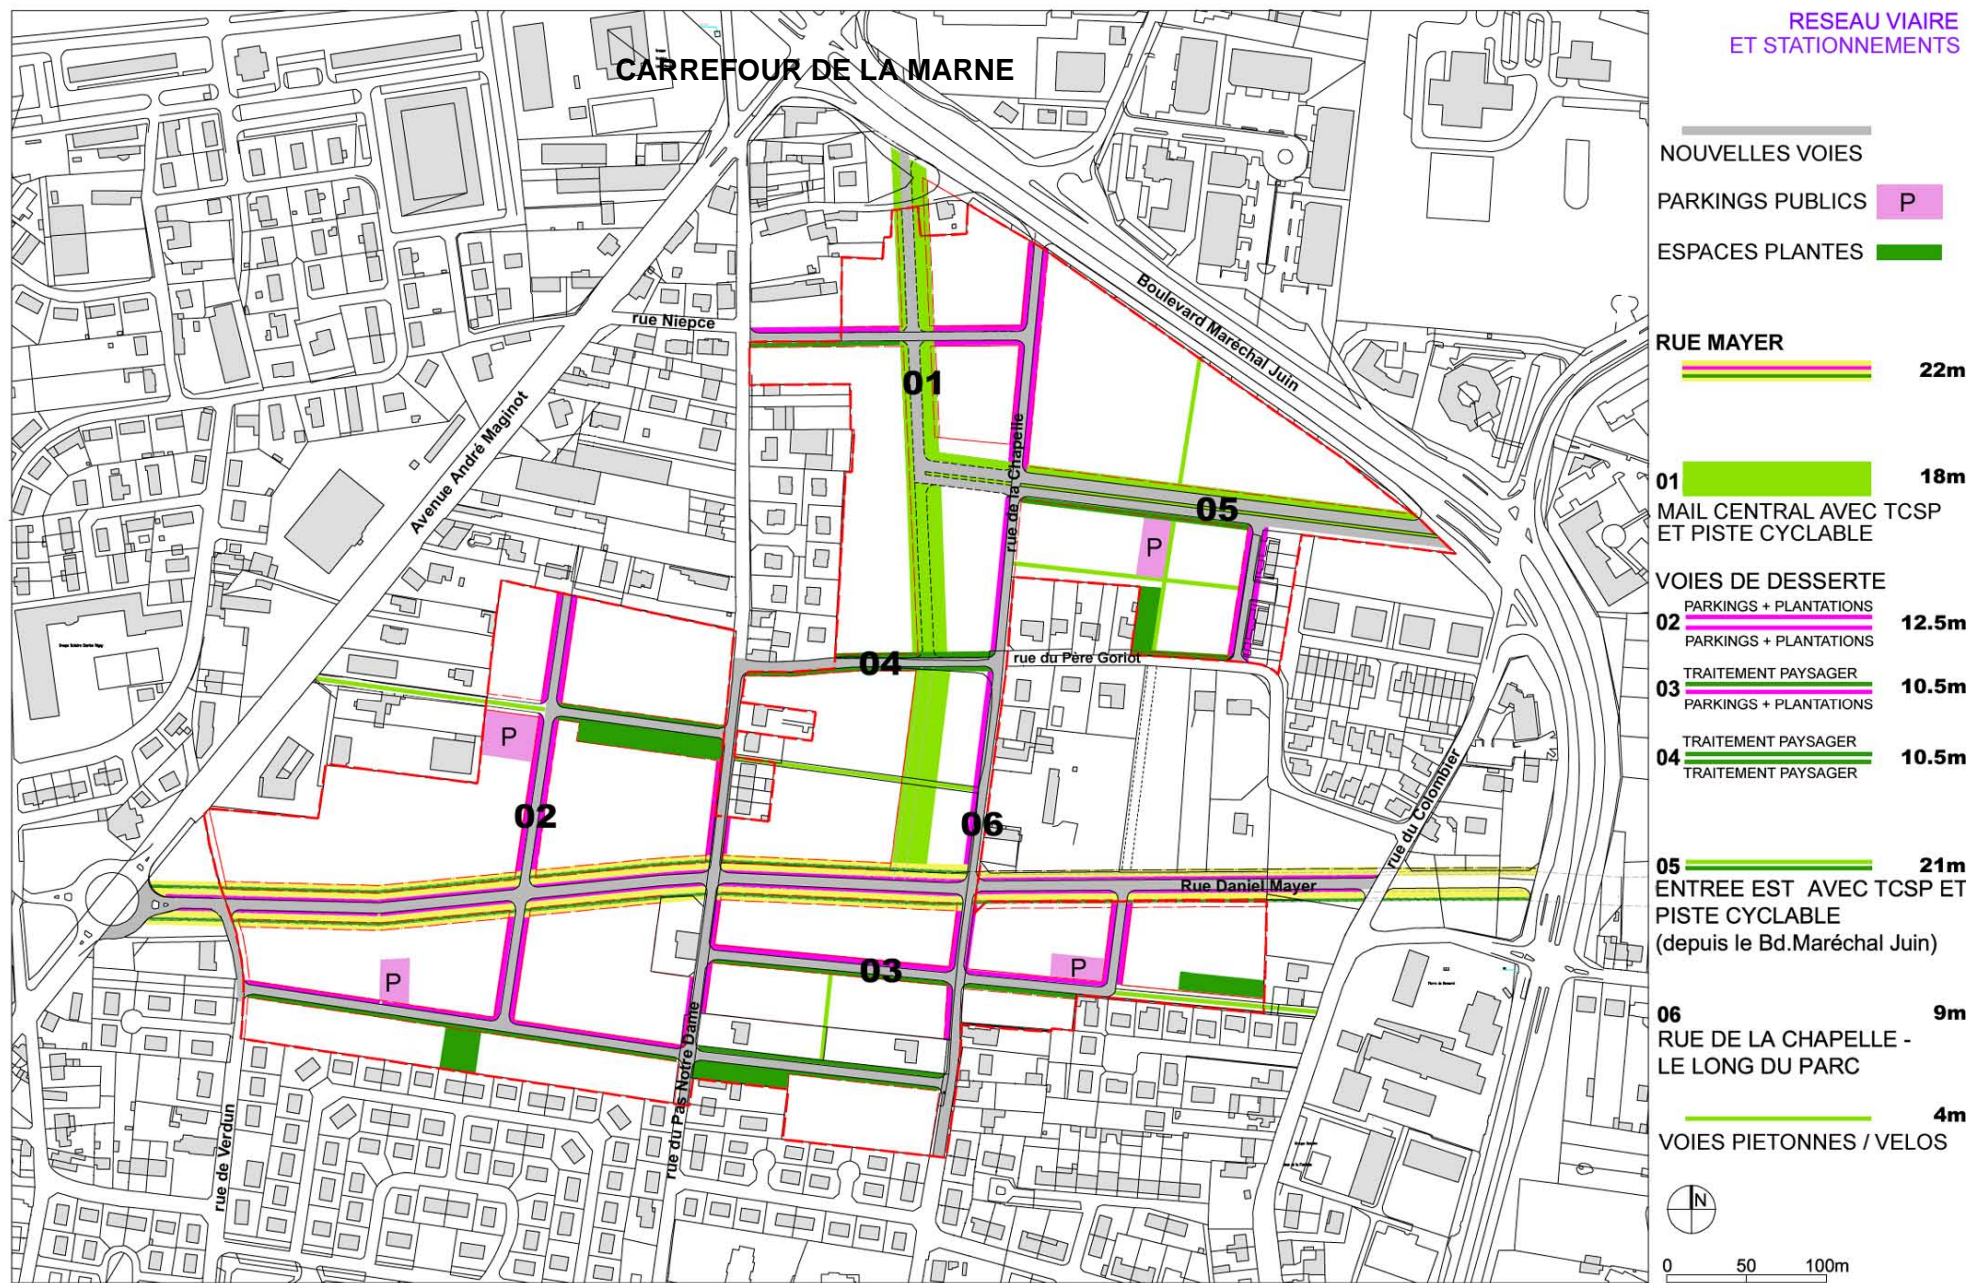 CARREFOUR DE LA MARNE
rue Niepce
Avenue André Maginot
Boulevard Maréchal Juin
01
rue de la Chapelle
05
P
04
rue du Père Goriot
P
02
06
rue du Colombier
Rue Daniel Mayer
03
P
P
rue du Pas Notre Dame
rue de Verdun
RESEAU VIAIRE
ET STATIONNEMENTS
NOUVELLES VOIES
PARKINGS PUBLICS P
ESPACES PLANTES
RUE MAYER
22m
01 18m
MAIL CENTRAL AVEC TCSP
ET PISTE CYCLABLE
VOIES DE DESSERTE
PARKINGS + PLANTATIONS
02 12.5m
PARKINGS + PLANTATIONS
TRAITEMENT PAYSAGER
03 10.5m
PARKINGS + PLANTATIONS
TRAITEMENT PAYSAGER
04 10.5m
TRAITEMENT PAYSAGER
05 21m
ENTREE EST AVEC TCSP ET
PISTE CYCLABLE
(depuis le Bd.Maréchal Juin)
06 9m
RUE DE LA CHAPELLE -
LE LONG DU PARC
4m
VOIES PIETONNES / VELOS
N
0 50 100m